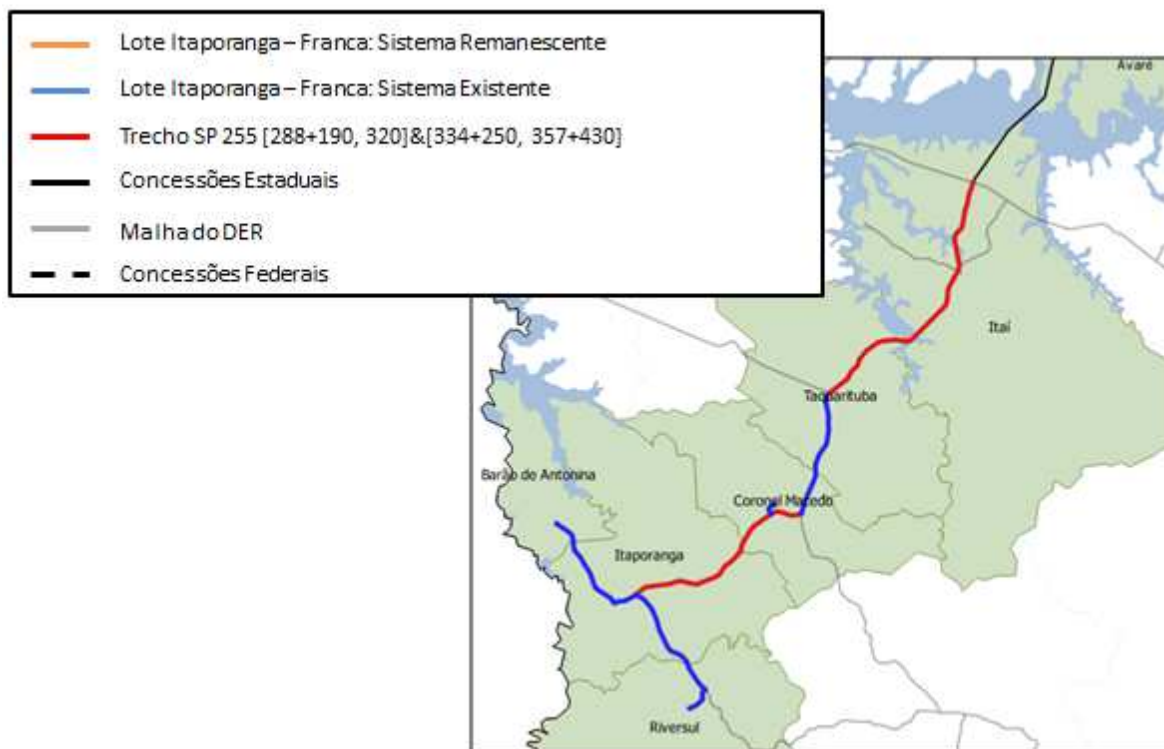 Lote Itaporanga – Franca: Sistema Remanescente
Lote Itaporanga – Franca: Sistema Existente
Trecho SP 255 [288+190, 320]&[334+250, 357+430]
Concessões Estaduais
Malha do DER
Concessões Federais
Avaré
Itaí
Taquarituba
Barão de Antonina
Coronel Macedo
Itaporanga
Riversul